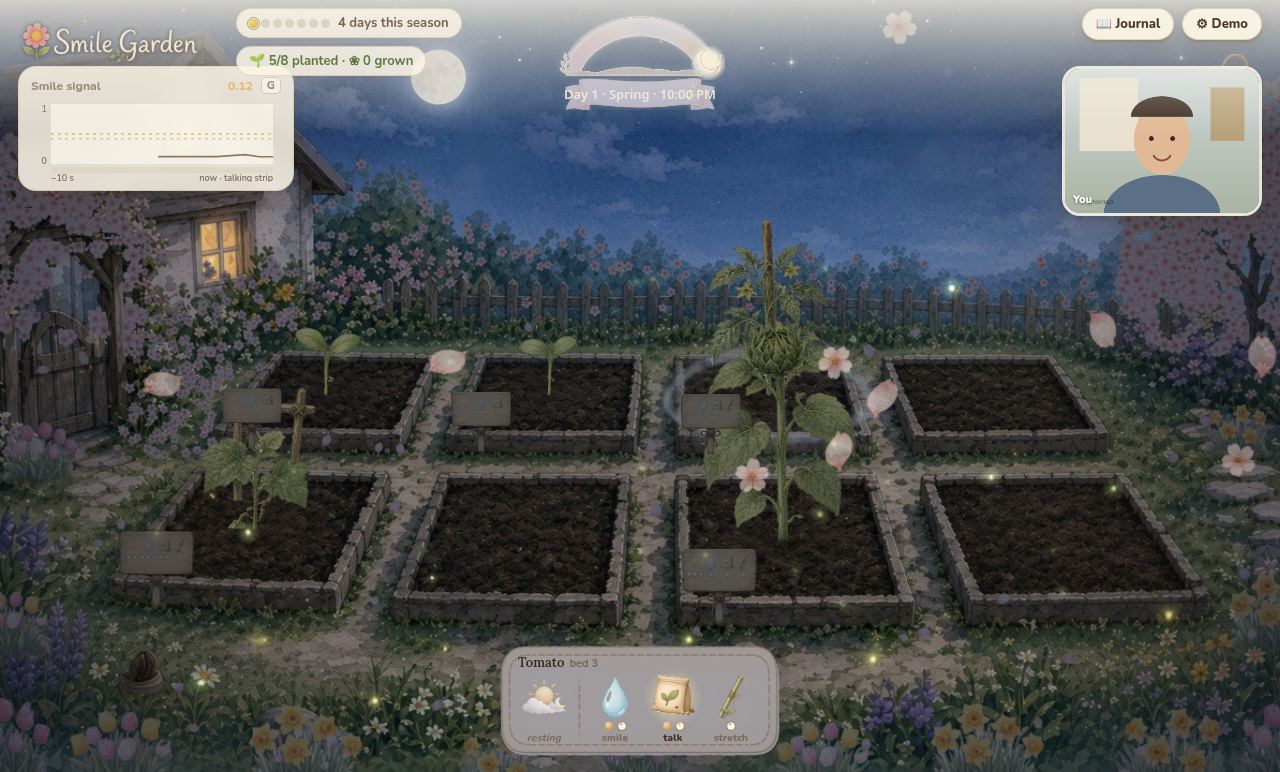 Smile Garden
4 days this season
5/8 planted · 0 grown
Smile signal 0.12 G
1
0
−10 s now · talking strip
Day 1 · Spring · 10:00 PM
Journal
Demo
You
Tomato bed 3
resting
smile
talk
stretch